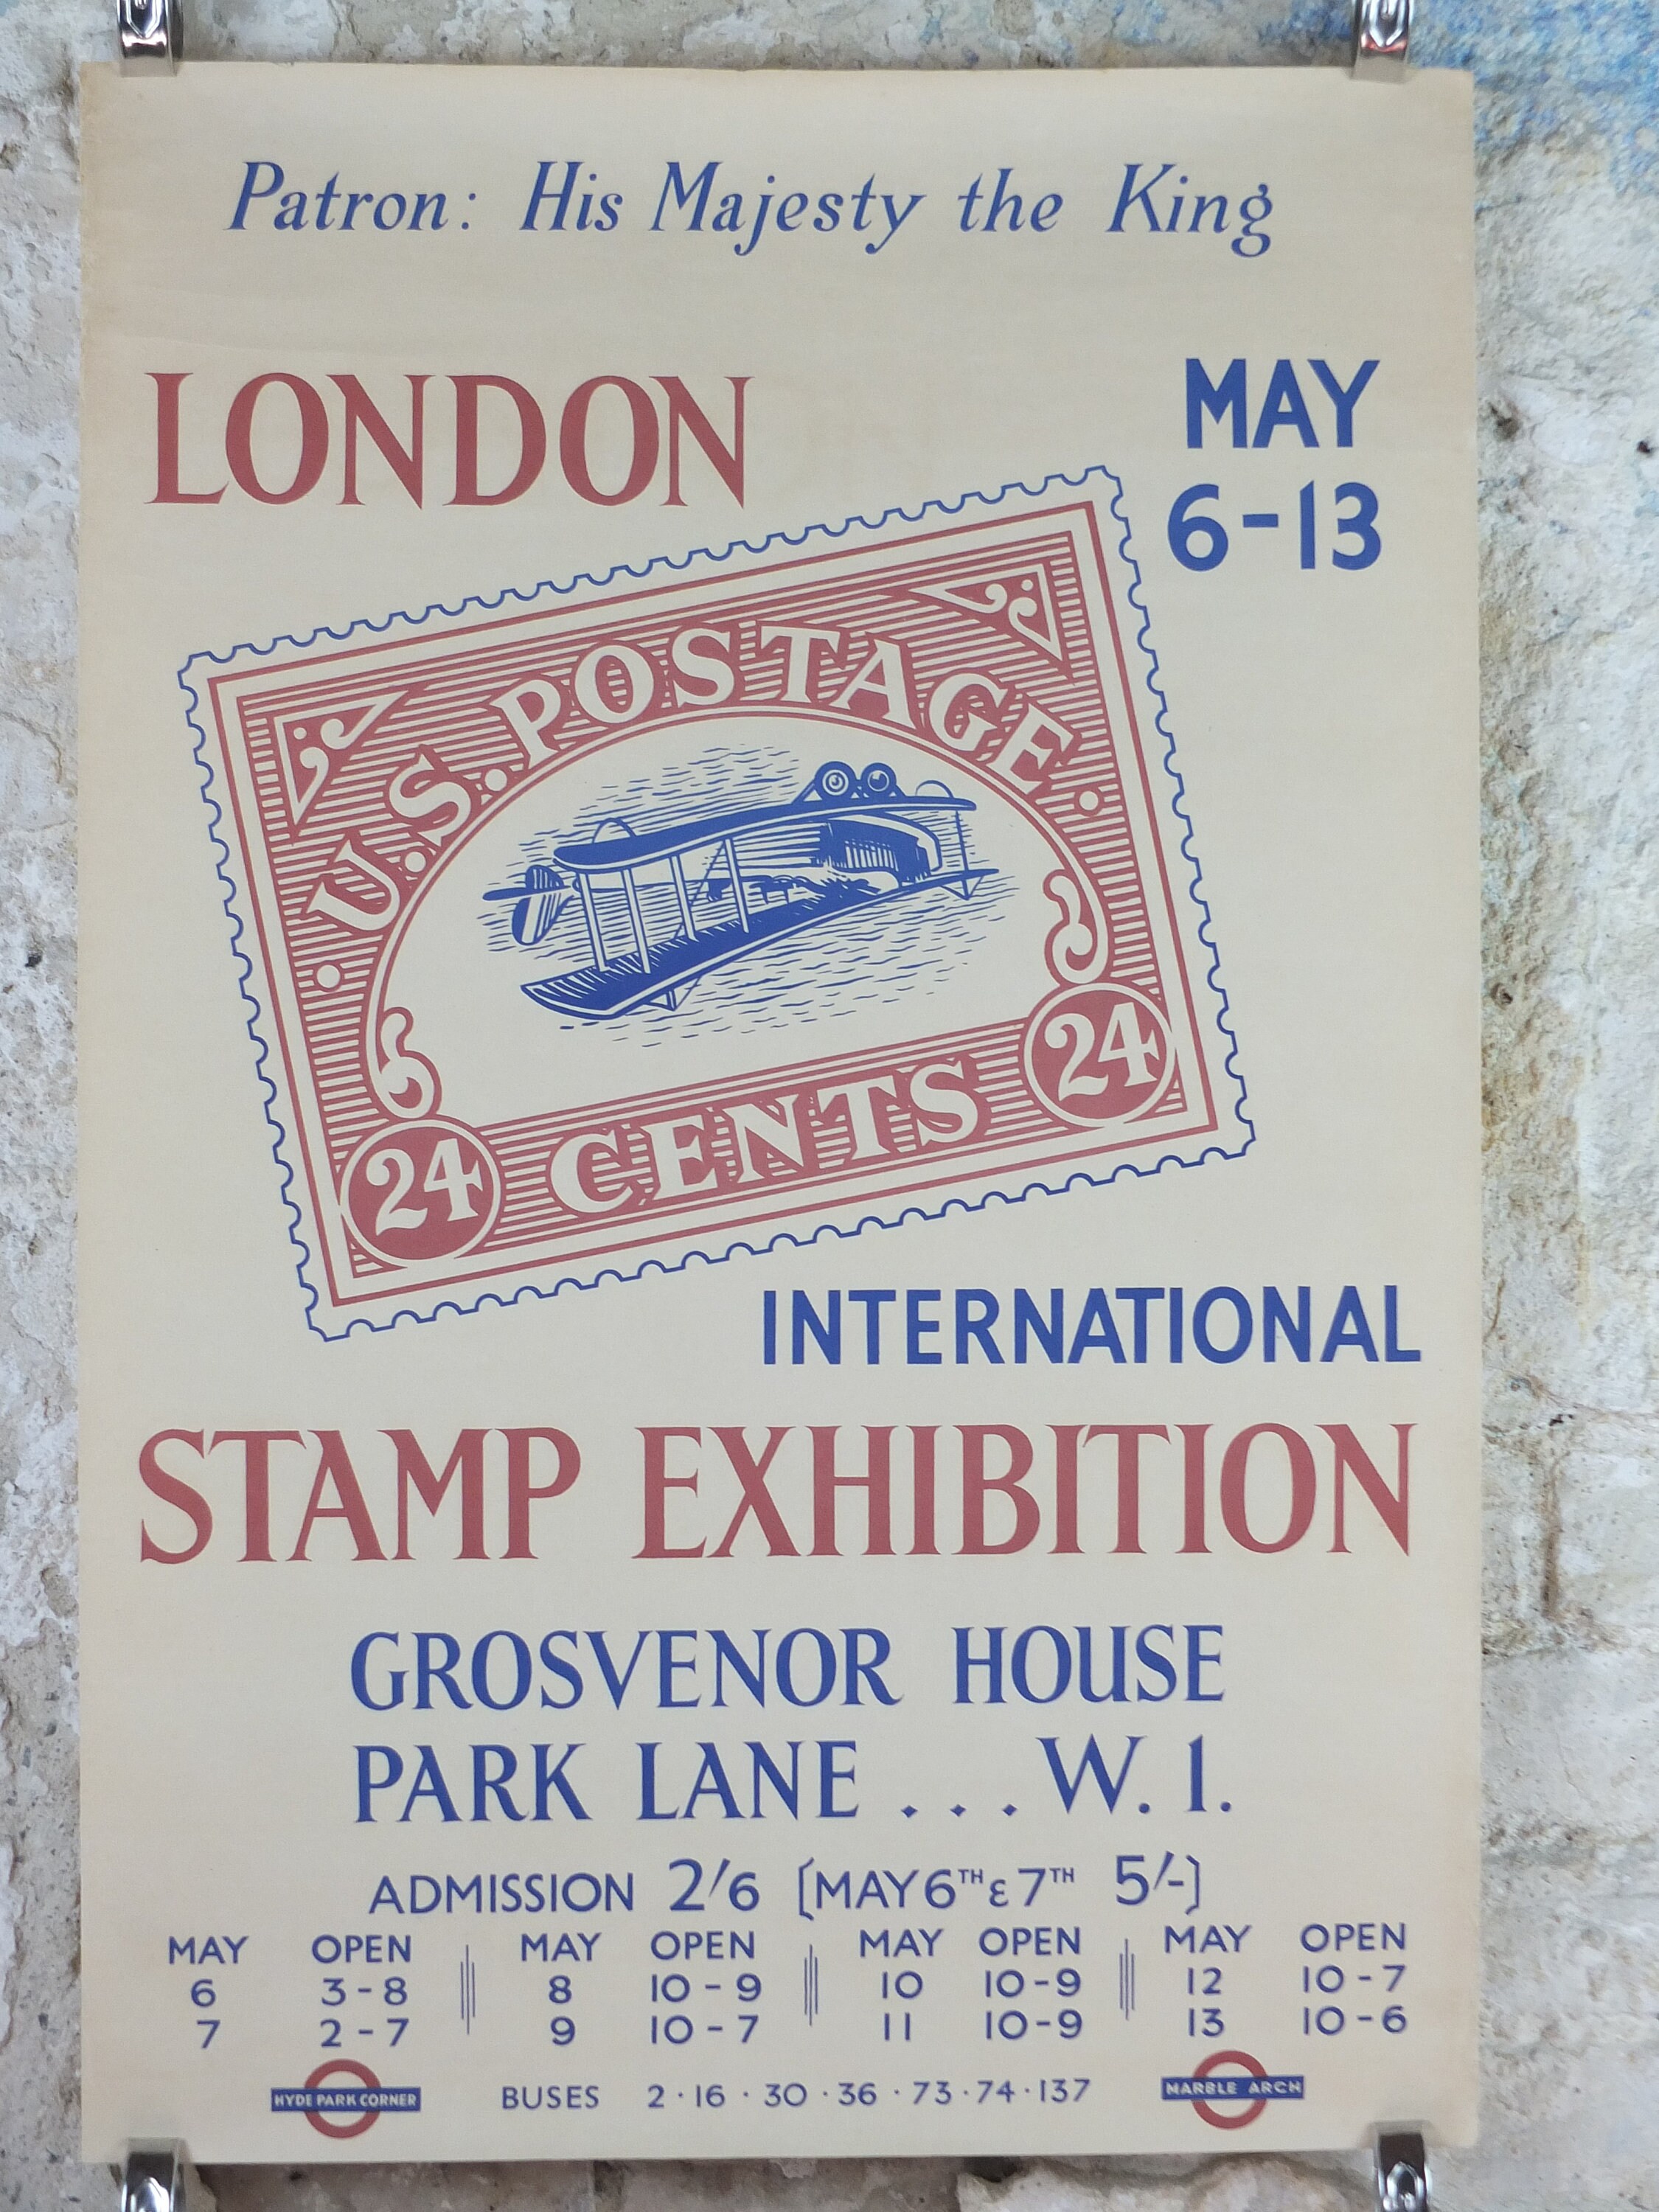 Patron: His Majesty the King
LONDON
MAY
6-13
U.S. POSTAGE
24 CENTS 24
INTERNATIONAL
STAMP EXHIBITION
GROSVENOR HOUSE
PARK LANE . . . W. 1.
ADMISSION 2/6 [MAY 6TH & 7TH 5/-]
MAY OPEN MAY OPEN MAY OPEN MAY OPEN
6 3-8 8 10-9 10 10-9 12 10-7
7 2-7 9 10-7 11 10-9 13 10-6
HYDE PARK CORNER BUSES 2 · 16 · 30 · 36 · 73 · 74 · 137 MARBLE ARCH